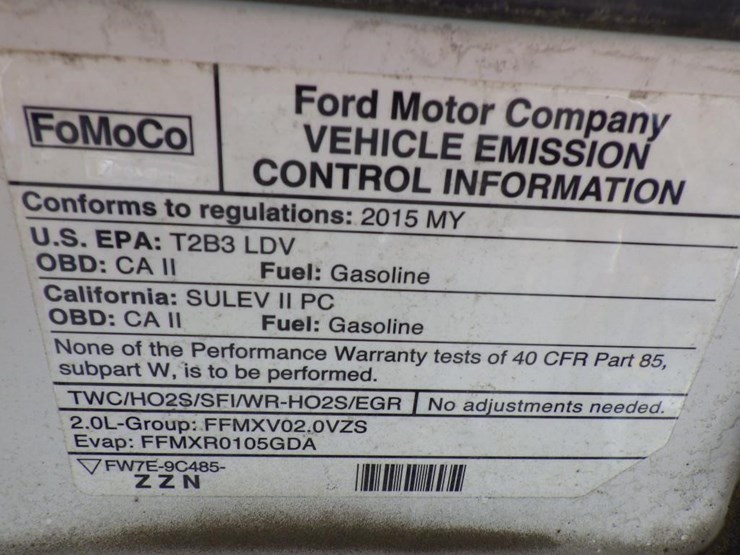 FoMoCo
Ford Motor Company
VEHICLE EMISSION
CONTROL INFORMATION
Conforms to regulations: 2015 MY
U.S. EPA: T2B3 LDV
OBD: CA II Fuel: Gasoline
California: SULEV II PC
OBD: CA II Fuel: Gasoline
None of the Performance Warranty tests of 40 CFR Part 85,
subpart W, is to be performed.
TWC/HO2S/SFI/WR-HO2S/EGR No adjustments needed.
2.0L-Group: FFMXV02.0VZS
Evap: FFMXR0105GDA
FW7E-9C485-
ZZN